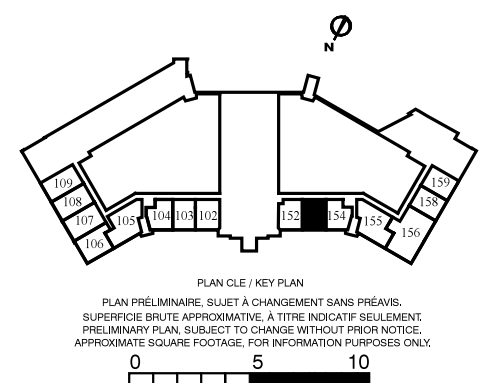 N
109
108
107
106
105
104 103 102
152
154
155
156
158
159
PLAN CLE / KEY PLAN
PLAN PRÉLIMINAIRE, SUJET À CHANGEMENT SANS PRÉAVIS.
SUPERFICIE BRUTE APPROXIMATIVE, À TITRE INDICATIF SEULEMENT.
PRELIMINARY PLAN, SUBJECT TO CHANGE WITHOUT PRIOR NOTICE.
APPROXIMATE SQUARE FOOTAGE, FOR INFORMATION PURPOSES ONLY.
0 5 10